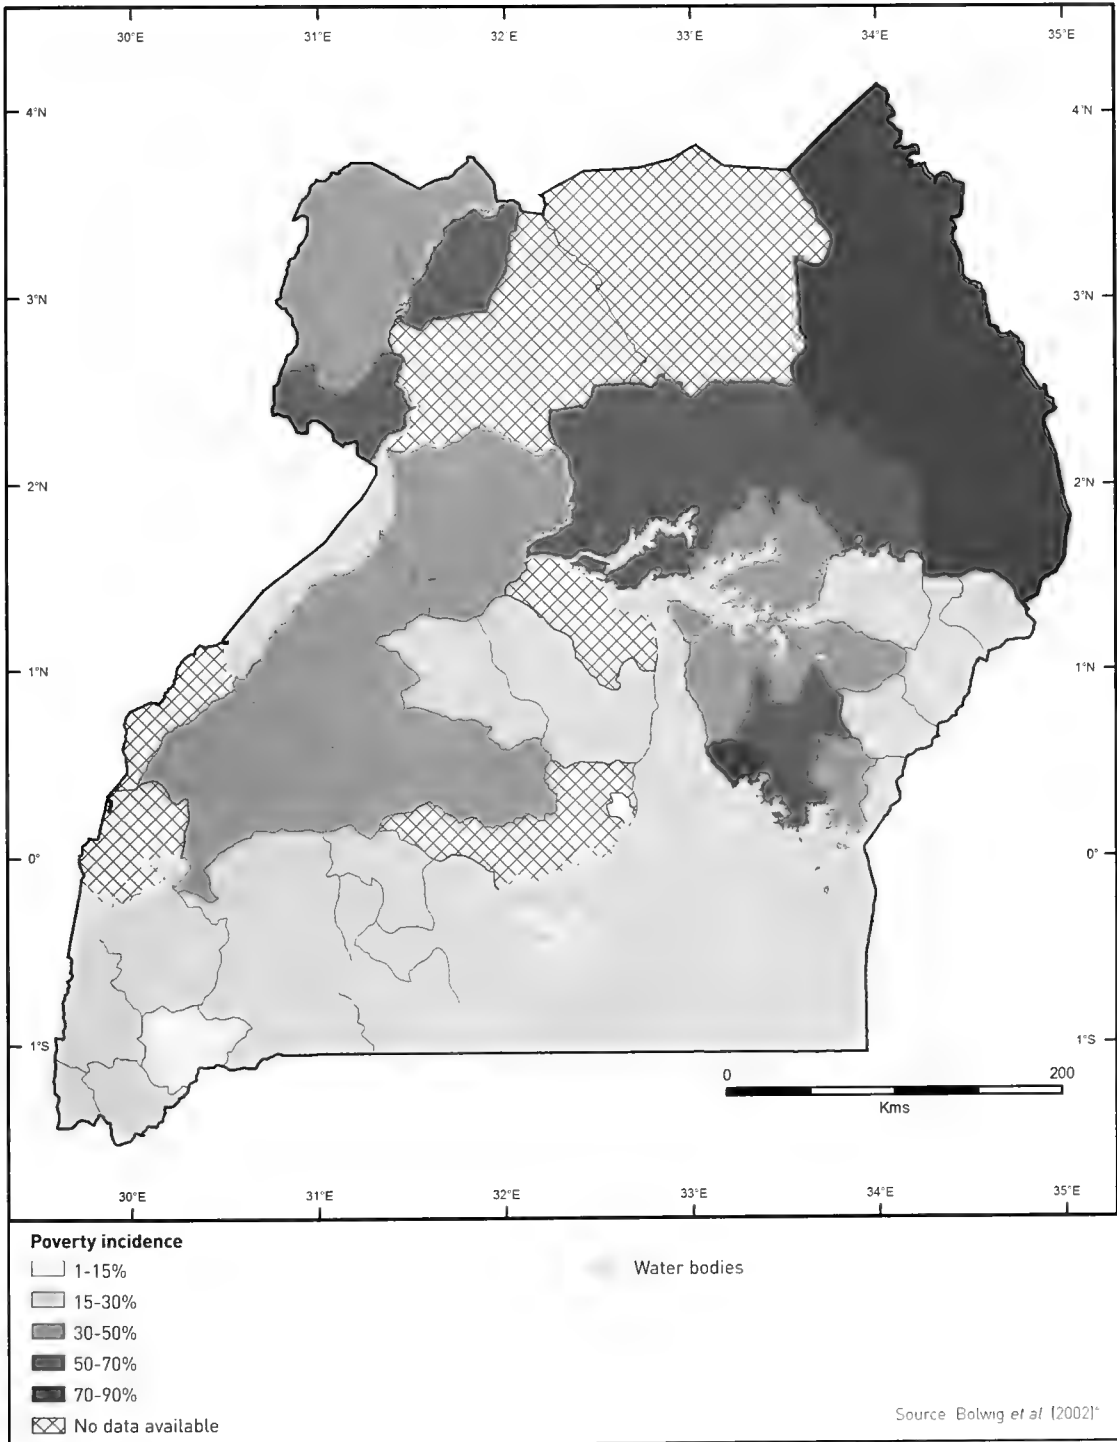 30°E 31°E 32°E 33°E 34°E 35°E
4°N 4°N
3°N 3°N
2°N 2°N
1°N 1°N
0° 0°
1°S 1°S
0 200
Kms
30°E 31°E 32°E 33°E 34°E 35°E
Poverty incidence
1-15%
Water bodies
15-30%
30-50%
50-70%
70-90%
No data available
Source Bolwig et al [2002]*